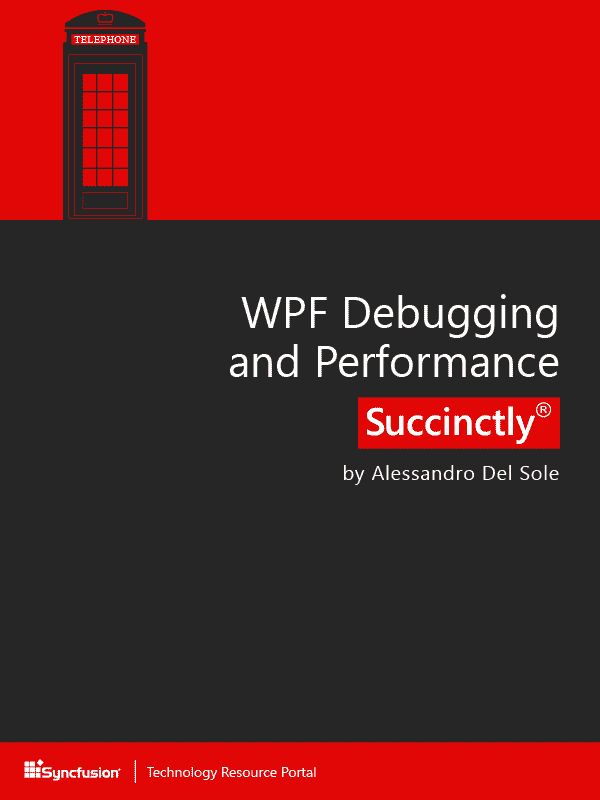 TELEPHONE
WPF Debugging
and Performance
Succinctly®
by Alessandro Del Sole
Syncfusion
Technology Resource Portal